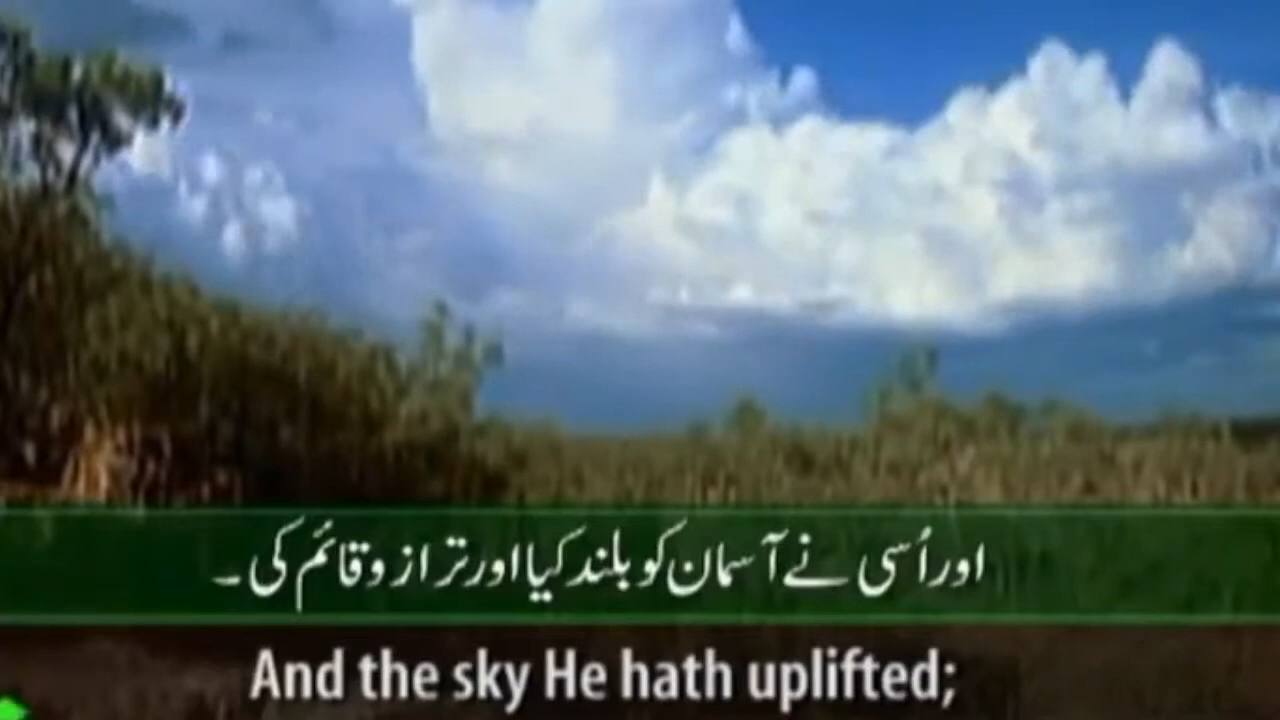 اور اُسی نے آسمان کو بلند کیا اور ترازو قائم کی ۔
And the sky He hath uplifted;